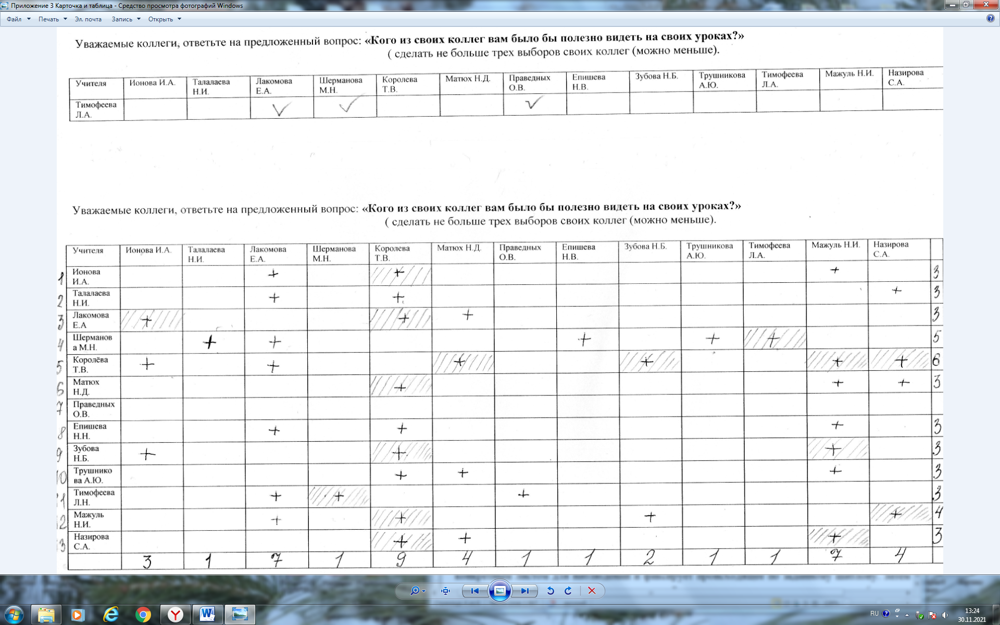 Приложение 3 Карточка и таблица - Средство просмотра фотографий Windows
Файл Печать Эл. почта Запись Открыть
Уважаемые коллеги, ответьте на предложенный вопрос: «Кого из своих коллег вам было бы полезно видеть на своих уроках?»
( сделать не больше трех выборов своих коллег (можно меньше).
Учителя Ионова И.А. Талалаева Н.И. Лакомова Е.А. Шерманова М.Н. Королева Т.В. Матюх Н.Д. Праведных О.В. Епишева Н.В. Зубова Н.Б. Трушникова А.Ю. Тимофеева Л.А. Мажуль Н.И. Назирова С.А.
Тимофеева Л.А. V V V
Уважаемые коллеги, ответьте на предложенный вопрос: «Кого из своих коллег вам было бы полезно видеть на своих уроках?»
( сделать не больше трех выборов своих коллег (можно меньше).
Учителя Ионова И.А. Талалаева Н.И. Лакомова Е.А. Шерманова М.Н. Королева Т.В. Матюх Н.Д. Праведных О.В. Епишева Н.В. Зубова Н.Б. Трушникова А.Ю. Тимофеева Л.А. Мажуль Н.И. Назирова С.А.
1 Ионова И.А. + + + 3
2 Талалаева Н.И. + + + 3
3 Лакомова Е.А + + + 3
4 Шерманов а М.Н. + + + + + 5
5 Королёва Т.В. + + + + + + 6
6 Матюх Н.Д. + + + 3
7 Праведных О.В.
8 Епишева Н.Н. + + + 3
9 Зубова Н.Б. + + + 3
10 Трушнико ва А.Ю. + + + 3
11 Тимофеева Л.Н. + + + 3
12 Мажуль Н.И. + + + + 4
13 Назирова С.А. + + + 3
3 1 7 1 9 4 1 1 2 1 1 7 4
RU 13:24
30.11.2021